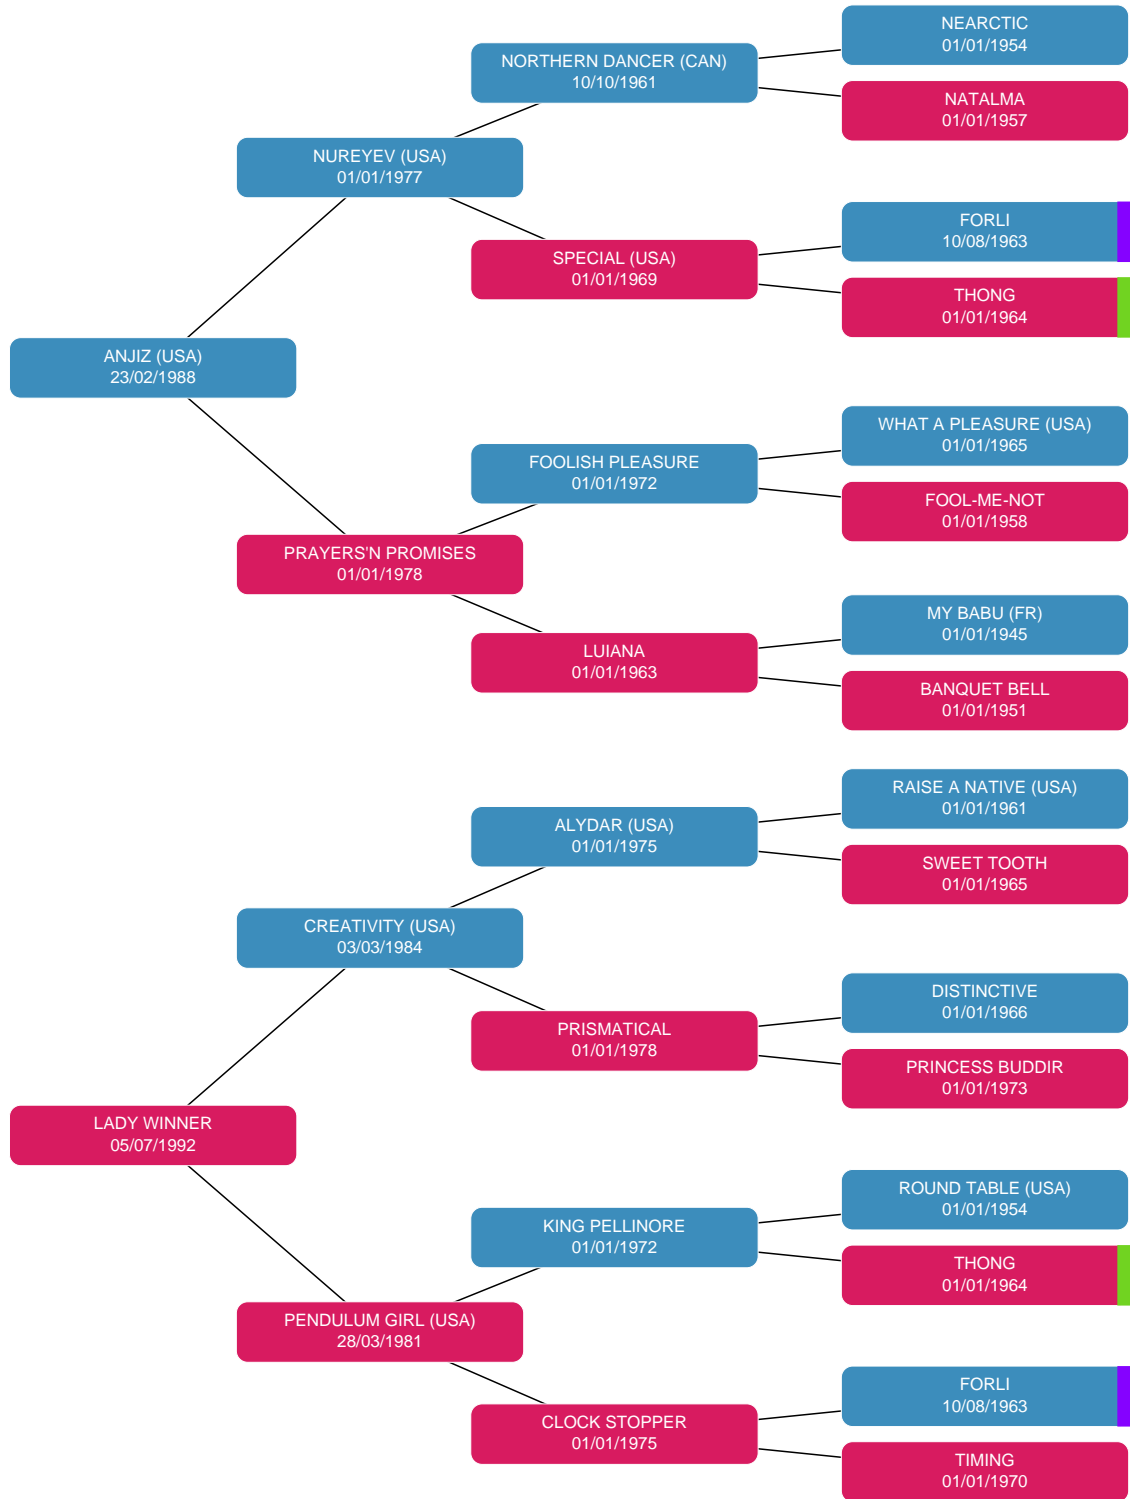 NEARCTIC
01/01/1954
NORTHERN DANCER (CAN)
10/10/1961
NATALMA
01/01/1957
NUREYEV (USA)
01/01/1977
FORLI
10/08/1963
SPECIAL (USA)
01/01/1969
THONG
01/01/1964
ANJIZ (USA)
23/02/1988
WHAT A PLEASURE (USA)
01/01/1965
FOOLISH PLEASURE
01/01/1972
FOOL-ME-NOT
01/01/1958
PRAYERS'N PROMISES
01/01/1978
MY BABU (FR)
01/01/1945
LUIANA
01/01/1963
BANQUET BELL
01/01/1951
RAISE A NATIVE (USA)
01/01/1961
ALYDAR (USA)
01/01/1975
SWEET TOOTH
01/01/1965
CREATIVITY (USA)
03/03/1984
DISTINCTIVE
01/01/1966
PRISMATICAL
01/01/1978
PRINCESS BUDDIR
01/01/1973
LADY WINNER
05/07/1992
ROUND TABLE (USA)
01/01/1954
KING PELLINORE
01/01/1972
THONG
01/01/1964
PENDULUM GIRL (USA)
28/03/1981
FORLI
10/08/1963
CLOCK STOPPER
01/01/1975
TIMING
01/01/1970